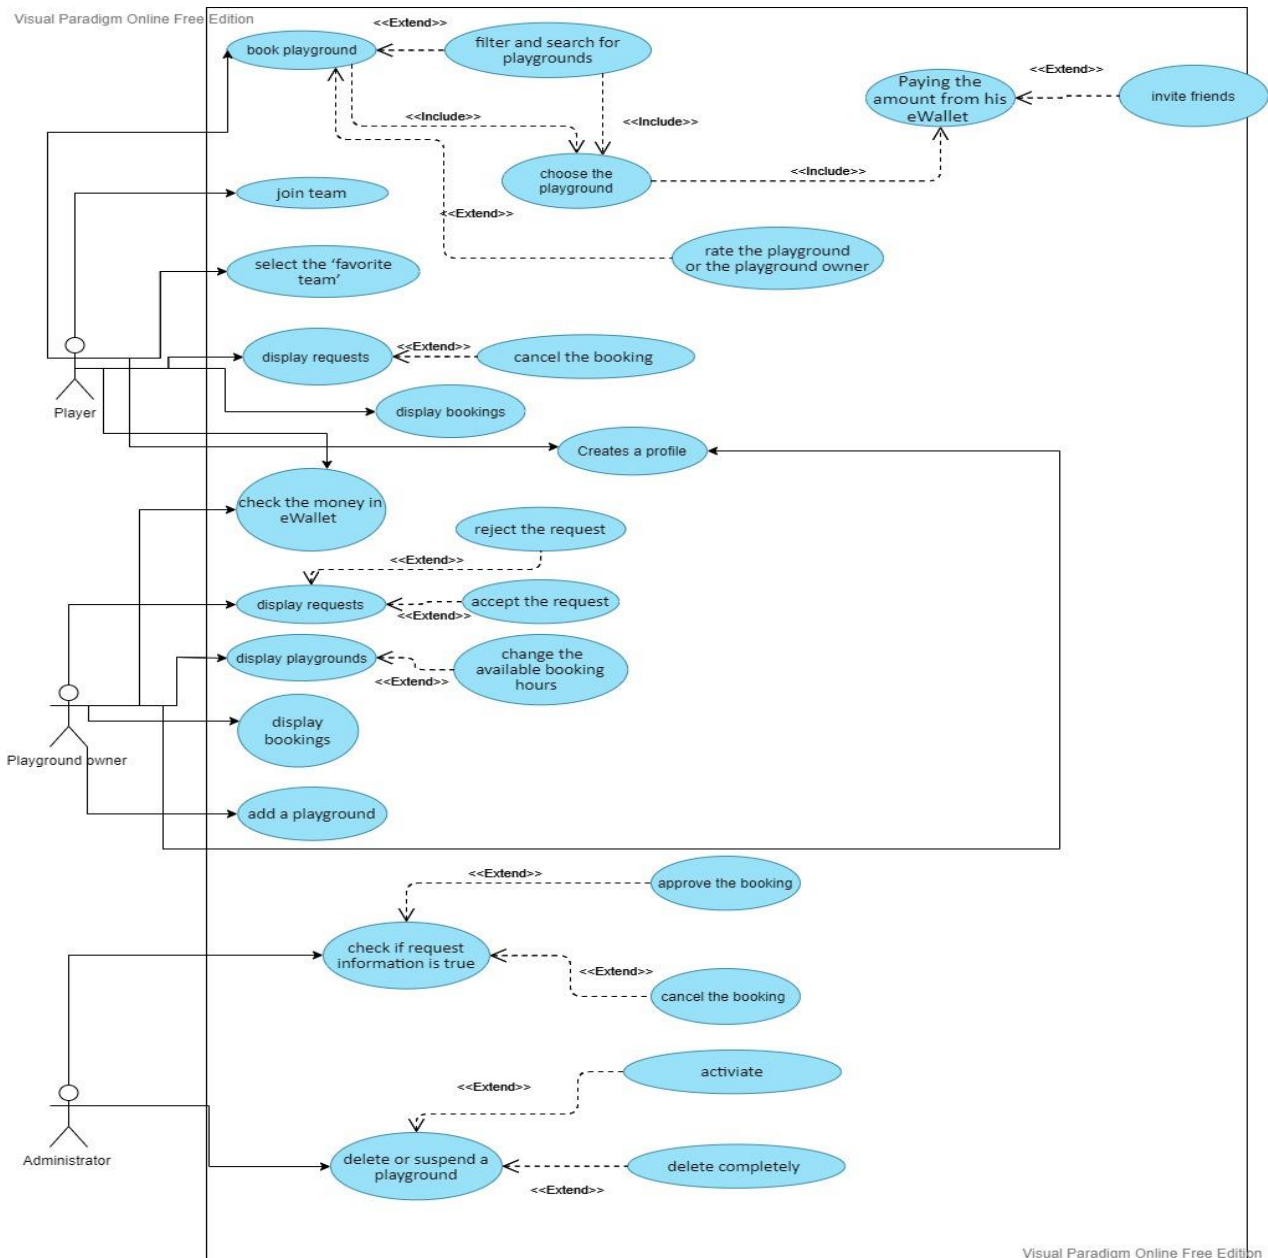 Visual Paradigm Online Free Edition
<<Extend>>
book playground
filter and search for
playgrounds
<<Extend>>
Paying the
amount from his
eWallet
invite friends
<<Include>>
<<Include>>
choose the
playground
<<Include>>
join team
<<Extend>>
select the ‘favorite
team’
rate the playground
or the playground owner
<<Extend>>
display requests
cancel the booking
Player
display bookings
Creates a profile
check the money in
eWallet
reject the request
<<Extend>>
display requests
accept the request
<<Extend>>
display playgrounds
change the
available booking
hours
<<Extend>>
display
bookings
Playground owner
add a playground
<<Extend>>
approve the booking
check if request
information is true
<<Extend>>
cancel the booking
activiate
<<Extend>>
Administrator
delete or suspend a
playground
delete completely
<<Extend>>
Visual Paradigm Online Free Edition